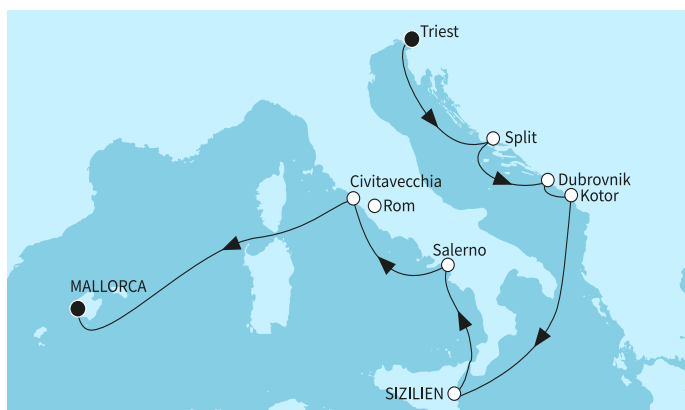 Triest
Split
Dubrovnik
Civitavecchia
Kotor
Rom
Salerno
MALLORCA
SIZILIEN